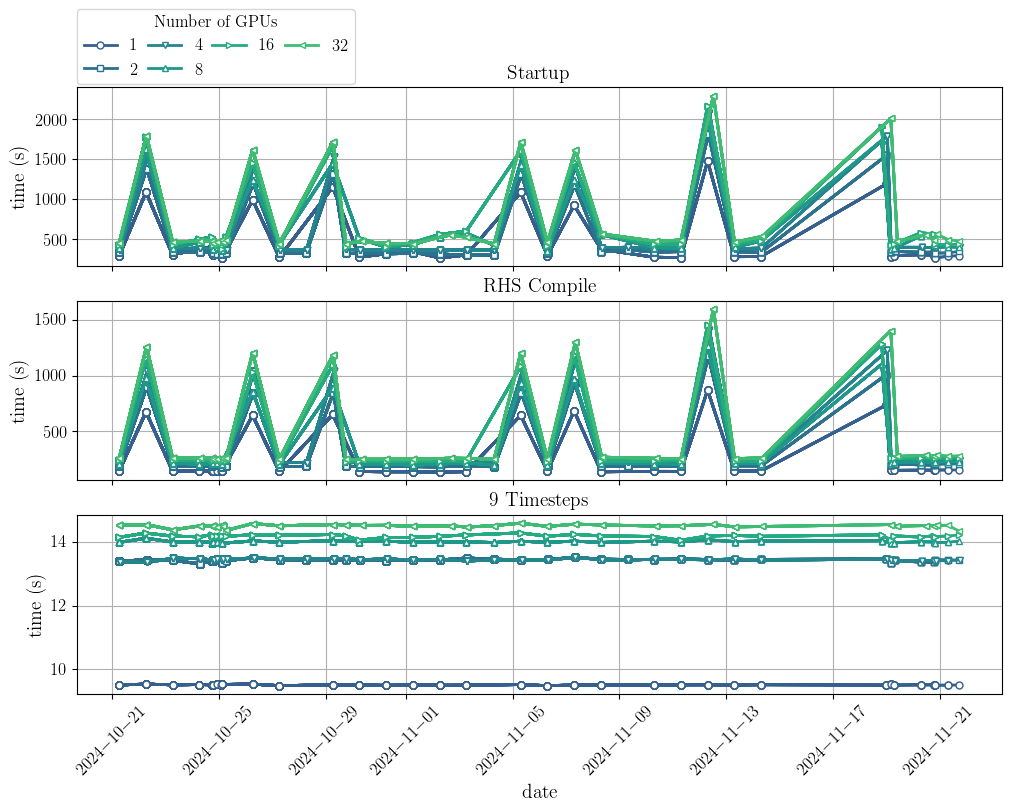 Number of GPUs
1 4 16 32
2 8
Startup
time (s)
2000
1500
1000
500
RHS Compile
time (s)
1500
1000
500
9 Timesteps
time (s)
14
12
10
2024−10−21 2024−10−25 2024−10−29 2024−11−01 2024−11−05 2024−11−09 2024−11−13 2024−11−17 2024−11−21
date